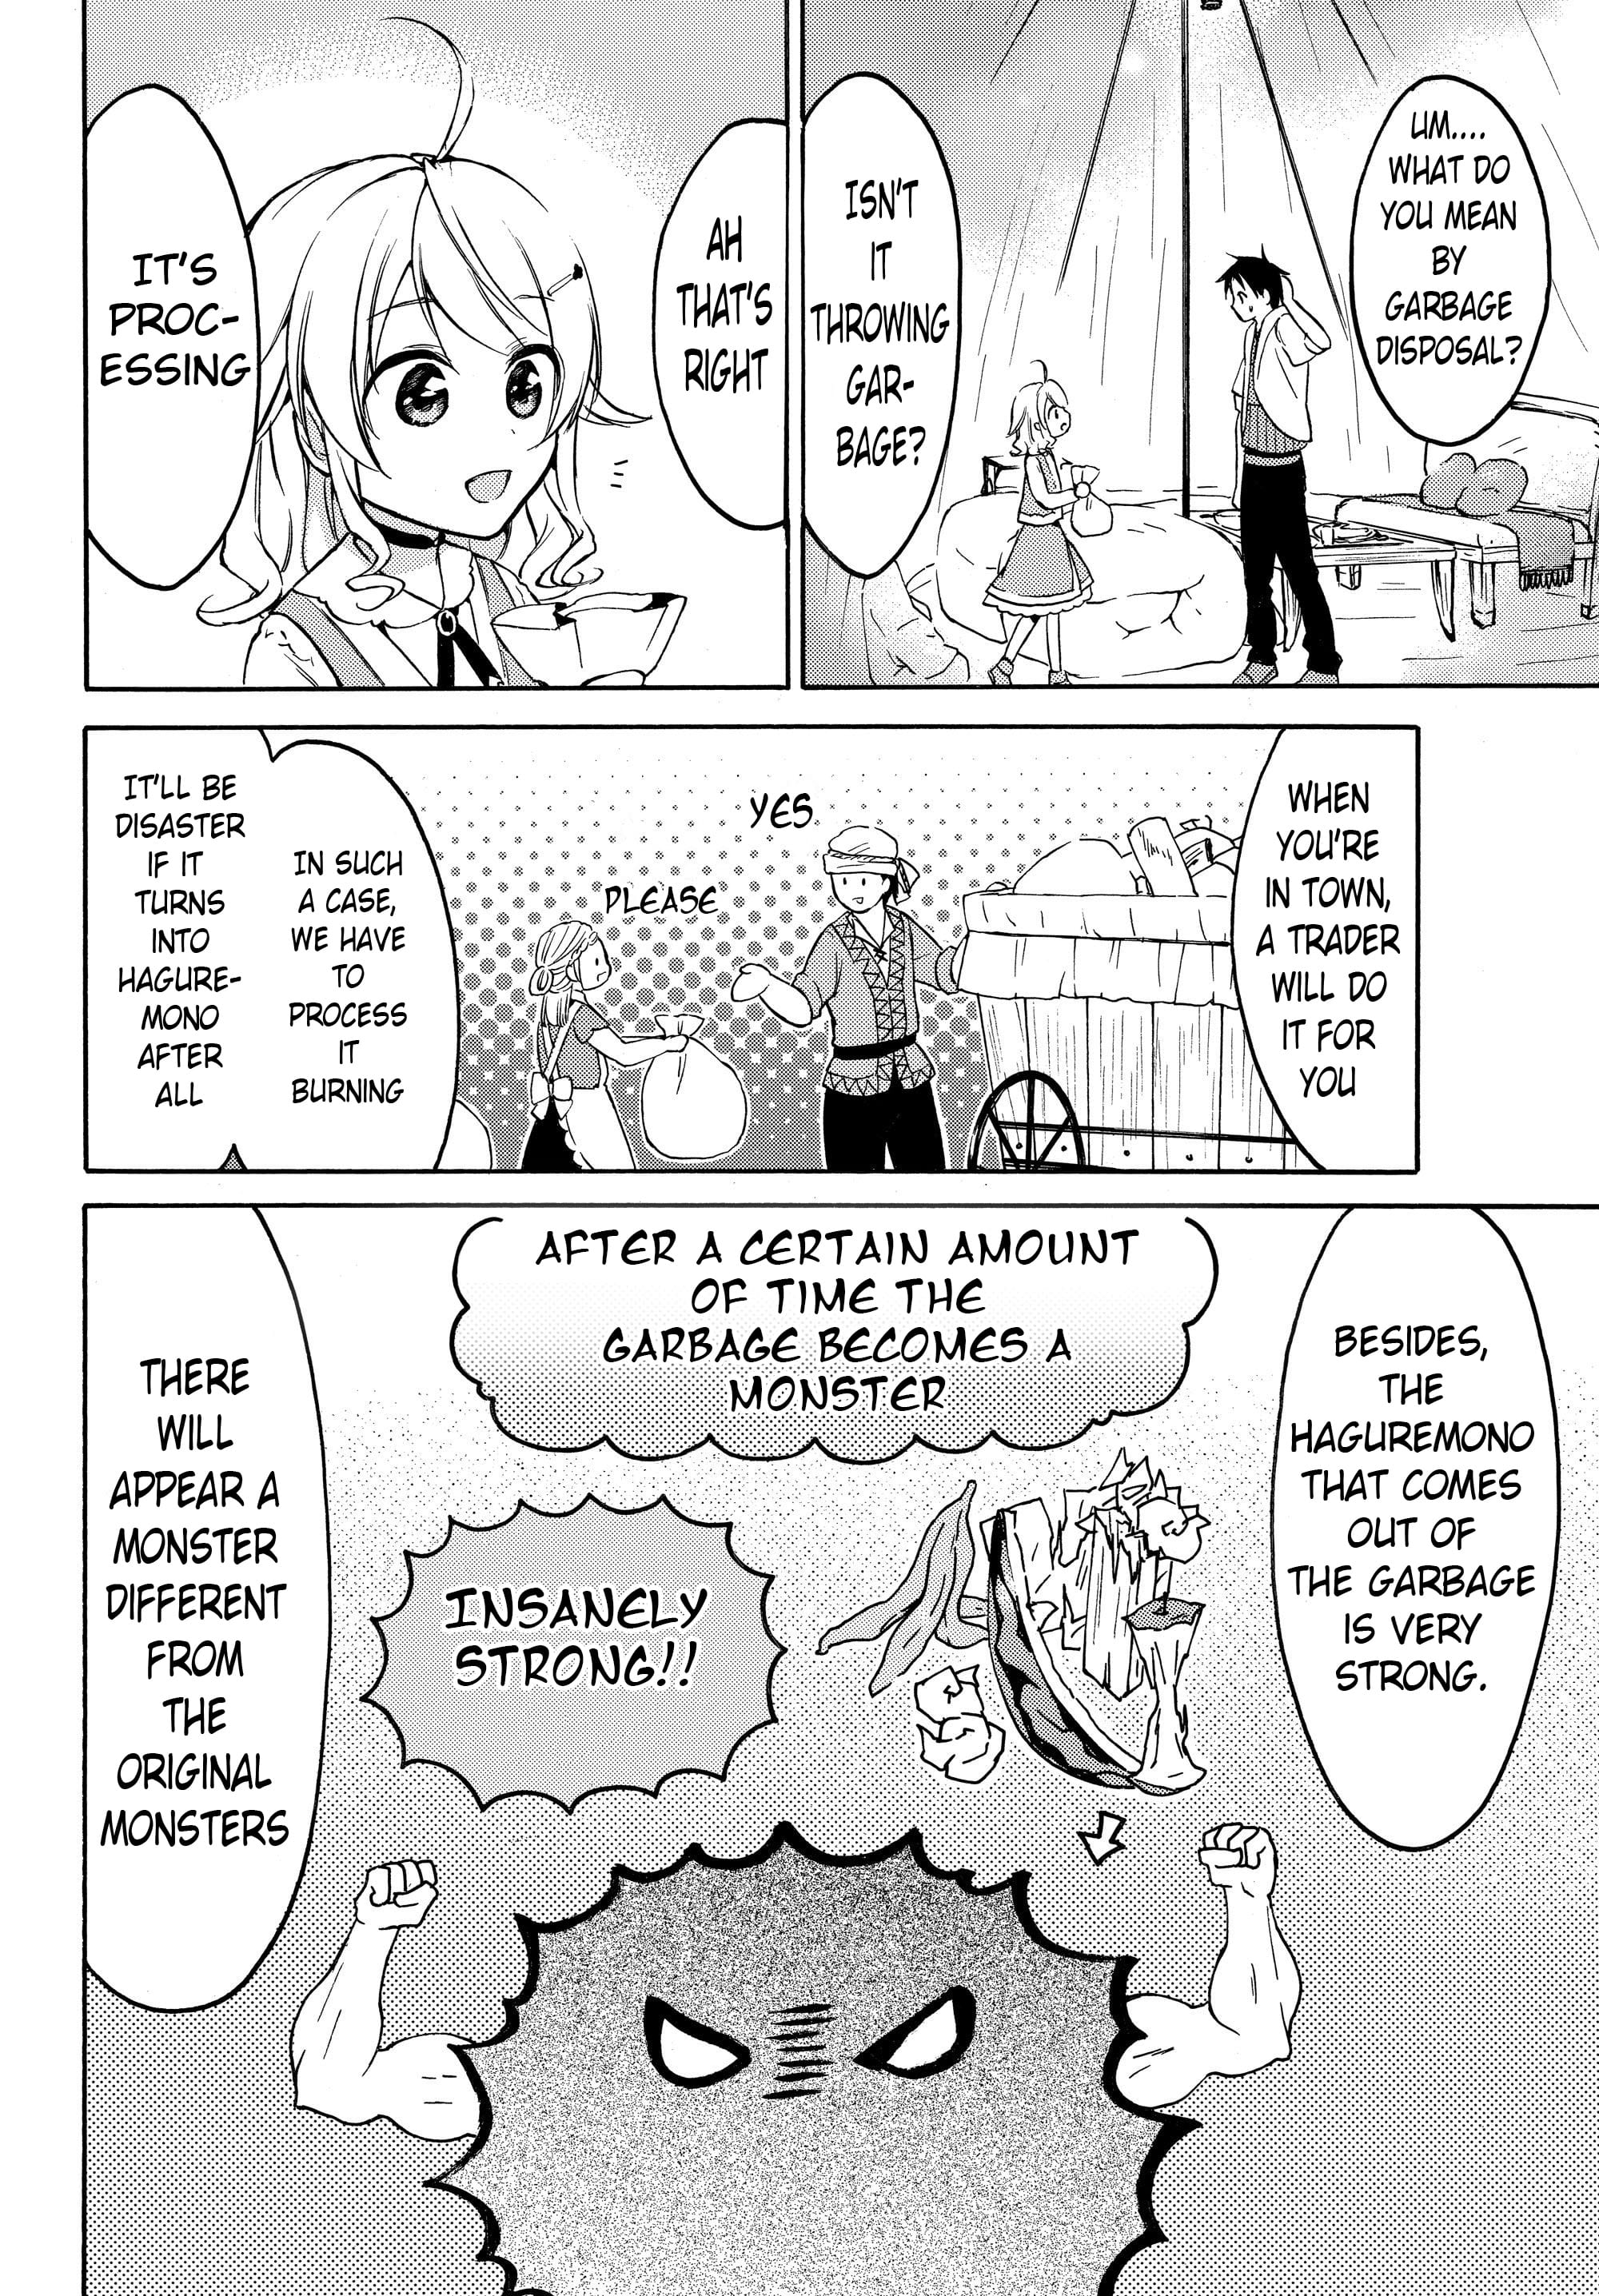 UM....
WHAT DO
YOU MEAN
BY
GARBAGE
DISPOSAL?
ISN'T
IT
THROWING
GAR-
BAGE?
AH
THAT'S
RIGHT
IT'S
PROC-
ESSING
WHEN
YOU'RE
IN TOWN,
A TRADER
WILL DO
IT FOR
YOU
YES
PLEASE
IN SUCH
A CASE,
WE HAVE
TO
PROCESS
IT
BURNING
IT'LL BE
DISASTER
IF IT
TURNS
INTO
HAGURE-
MONO
AFTER
ALL
BESIDES,
THE
HAGUREMONO
THAT COMES
OUT OF
THE GARBAGE
IS VERY
STRONG.
AFTER A CERTAIN AMOUNT
OF TIME THE
GARBAGE BECOMES A
MONSTER
INSANELY
STRONG!!
THERE
WILL
APPEAR A
MONSTER
DIFFERENT
FROM
THE
ORIGINAL
MONSTERS